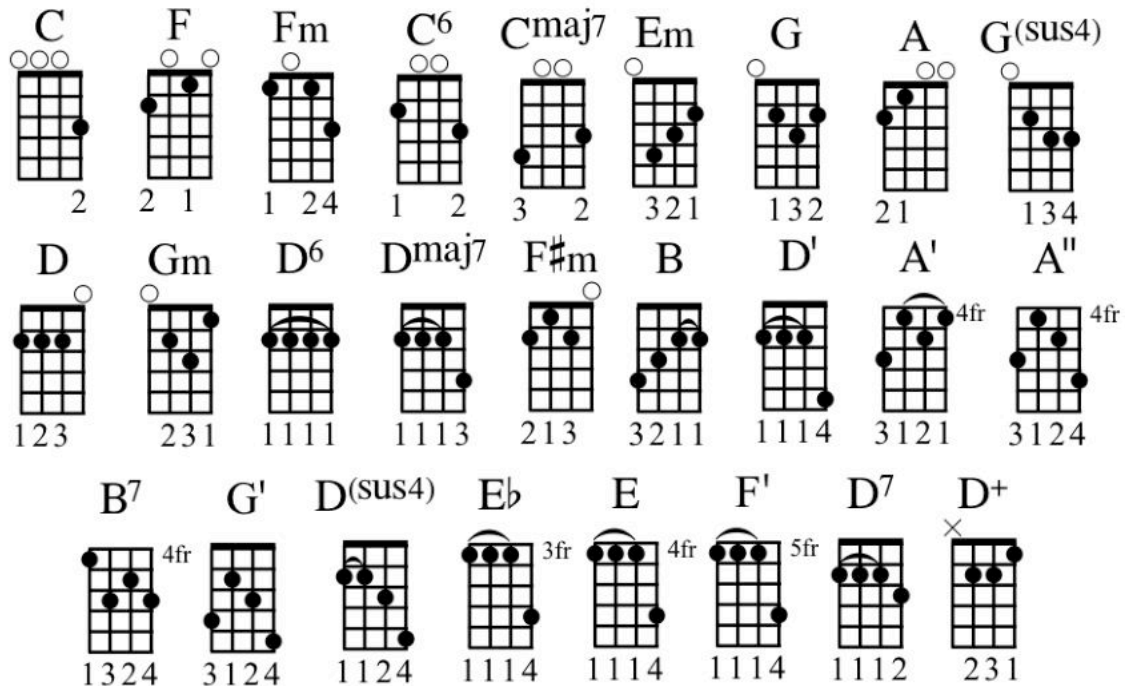 C F Fm C6 Cmaj7 Em G A G(sus4)
2 2 1 1 24 1 2 3 2 321 132 21 134
D Gm D6 Dmaj7 F♯m B D' A' A"
4fr 4fr
123 231 1111 1113 213 3211 1114 3121 3124
B7 G' D(sus4) E♭ E F' D7 D+
4fr 3fr 4fr 5fr
1324 3124 1124 1114 1114 1114 1112 231